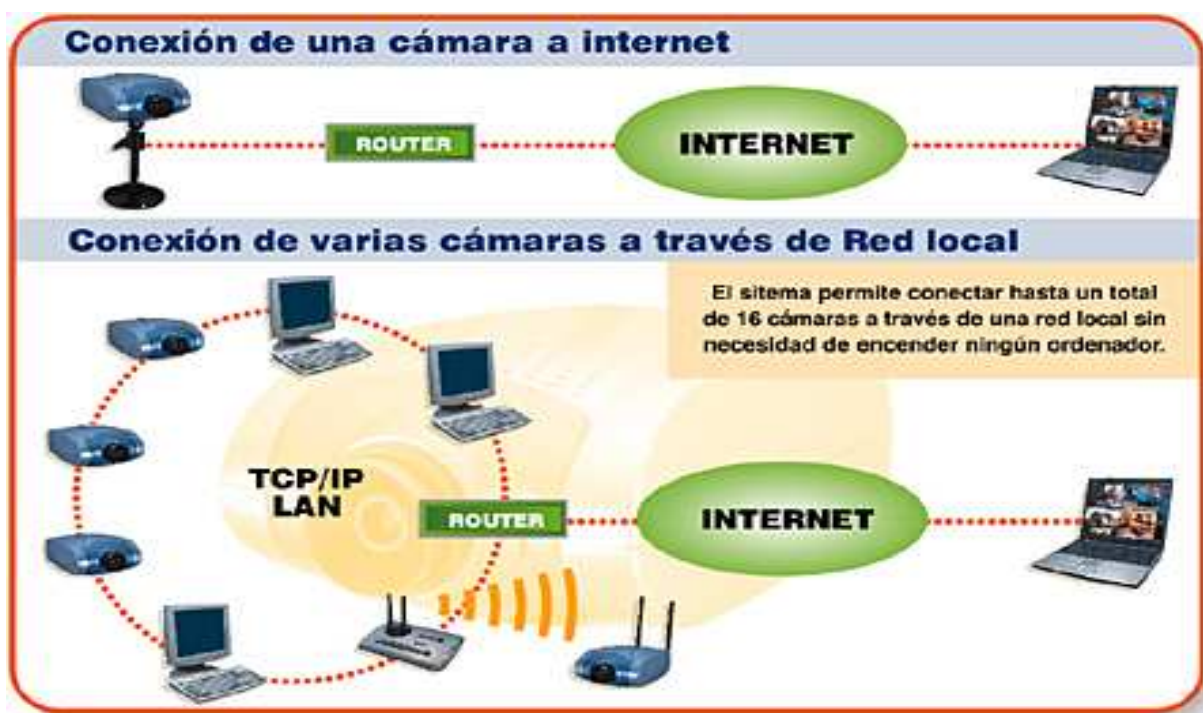 Conexión de una cámara a internet
ROUTER
INTERNET
Conexión de varias cámaras a través de Red local
El sitema permite conectar hasta un total
de 16 cámaras a través de una red local sin
necesidad de encender ningún ordenador.
TCP/IP
LAN
ROUTER
INTERNET